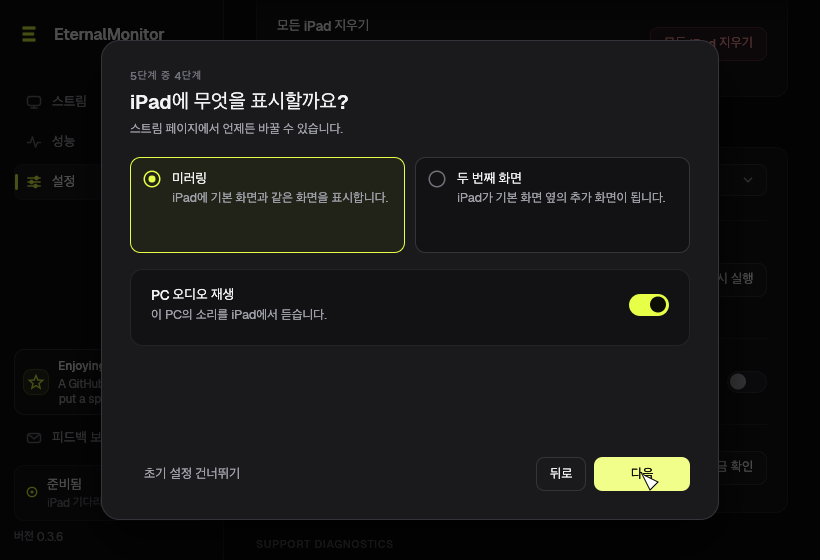 EternalMonitor
모든 iPad 지우기
지우기
스트림
성능
설정
5단계 중 4단계
iPad에 무엇을 표시할까요?
스트림 페이지에서 언제든 바꿀 수 있습니다.
미러링
iPad에 기본 화면과 같은 화면을 표시합니다.
두 번째 화면
iPad가 기본 화면 옆의 추가 화면이 됩니다.
PC 오디오 재생
이 PC의 소리를 iPad에서 듣습니다.
실행
Enjoying
A GitHub
put a sp
피드백
확인
준비됨
iPad
버전 0.3.6
초기 설정 건너뛰기
뒤로
다음
SUPPORT DIAGNOSTICS